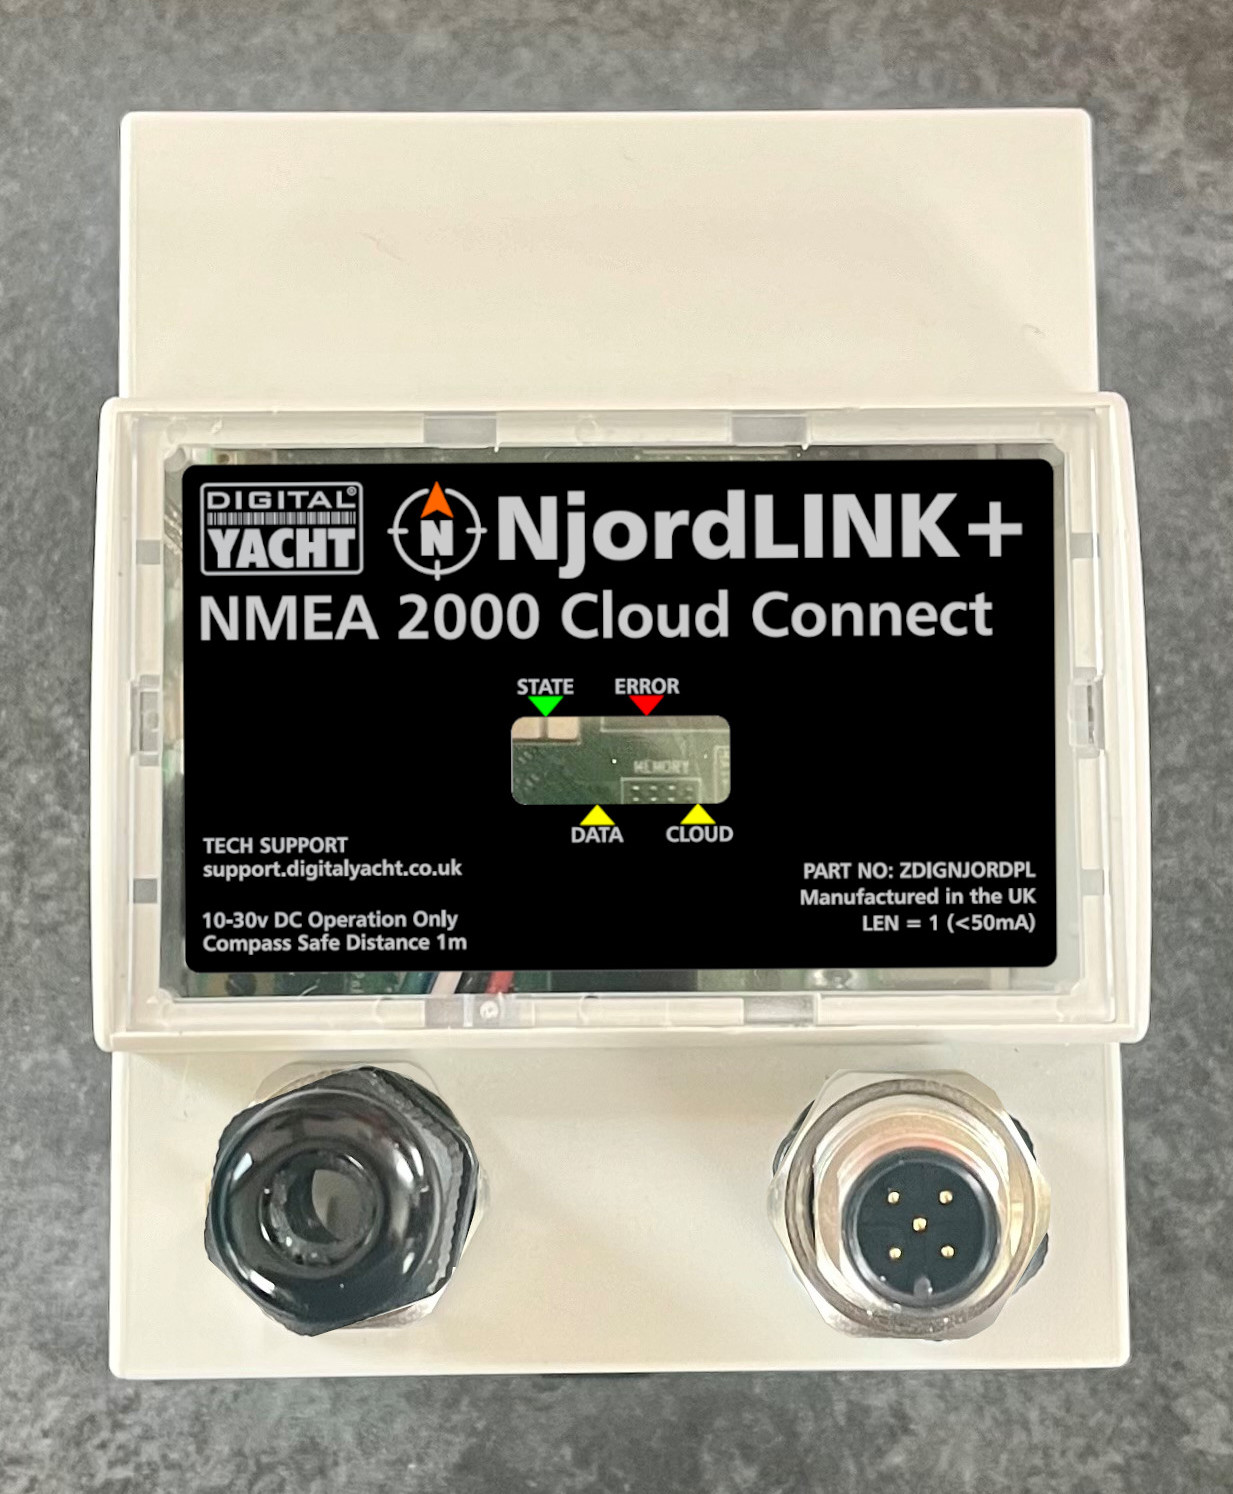 DIGITAL®
YACHT
N NjordLINK+
NMEA 2000 Cloud Connect
STATE ERROR
MEMORY
DATA CLOUD
TECH SUPPORT
support.digitalyacht.co.uk
10-30v DC Operation Only
Compass Safe Distance 1m
PART NO: ZDIGNJORDPL
Manufactured in the UK
LEN = 1 (<50mA)